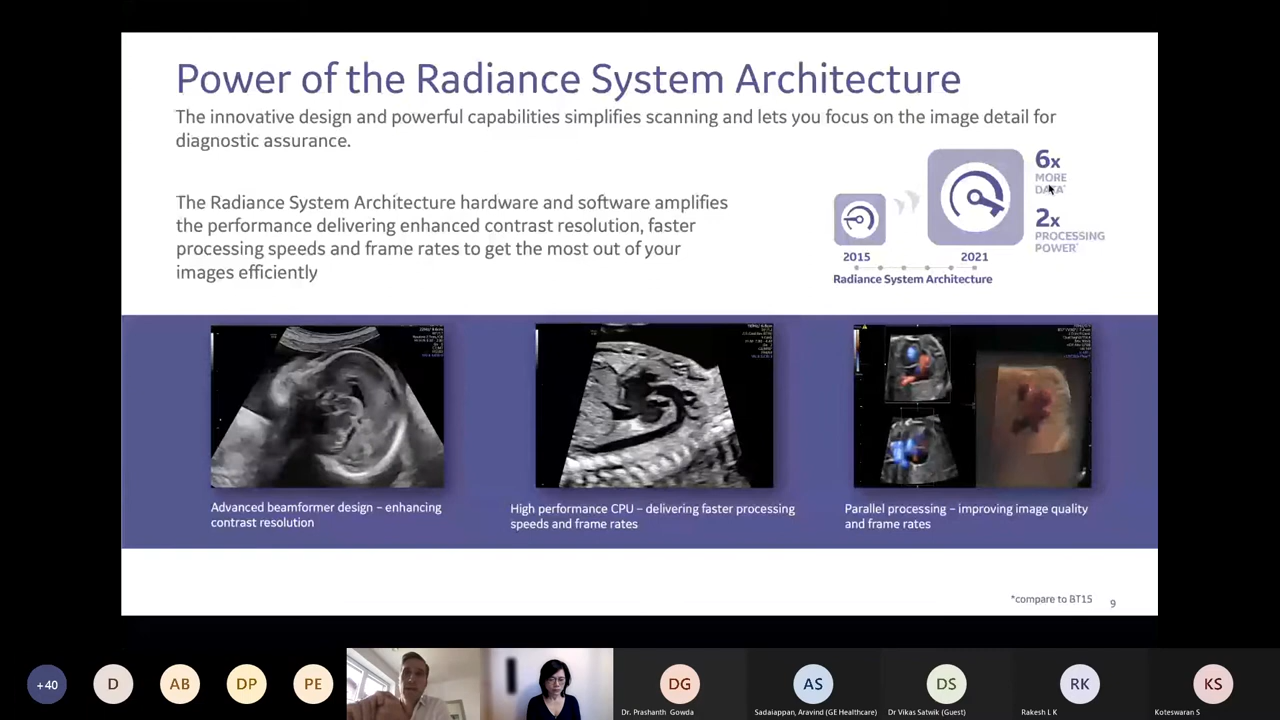 Power of the Radiance System Architecture
The innovative design and powerful capabilities simplifies scanning and lets you focus on the image detail for
diagnostic assurance.
The Radiance System Architecture hardware and software amplifies
the performance delivering enhanced contrast resolution, faster
processing speeds and frame rates to get the most out of your
images efficiently
6x
MORE
DATA*
2x
PROCESSING
POWER*
2015
2021
Radiance System Architecture
Advanced beamformer design – enhancing
contrast resolution
High performance CPU – delivering faster processing
speeds and frame rates
Parallel processing – improving image quality
and frame rates
*compare to BT15
9
+40
D
AB
DP
PE
DG
AS
DS
RK
KS
Dr. Prashanth Gowda
Sadaiappan, Aravind (GE Healthcare)
Dr Vikas Satwik (Guest)
Rakesh L K
Koteswaran S